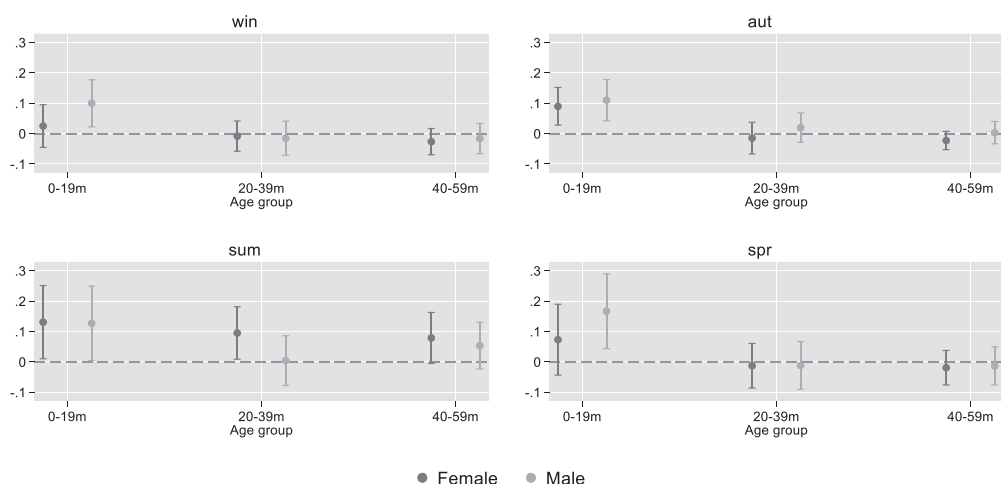 win
.3
.2
.1
0
-.1
0-19m 20-39m 40-59m
Age group
aut
.3
.2
.1
0
-.1
0-19m 20-39m 40-59m
Age group
sum
.3
.2
.1
0
-.1
0-19m 20-39m 40-59m
Age group
spr
.3
.2
.1
0
-.1
0-19m 20-39m 40-59m
Age group
Female Male